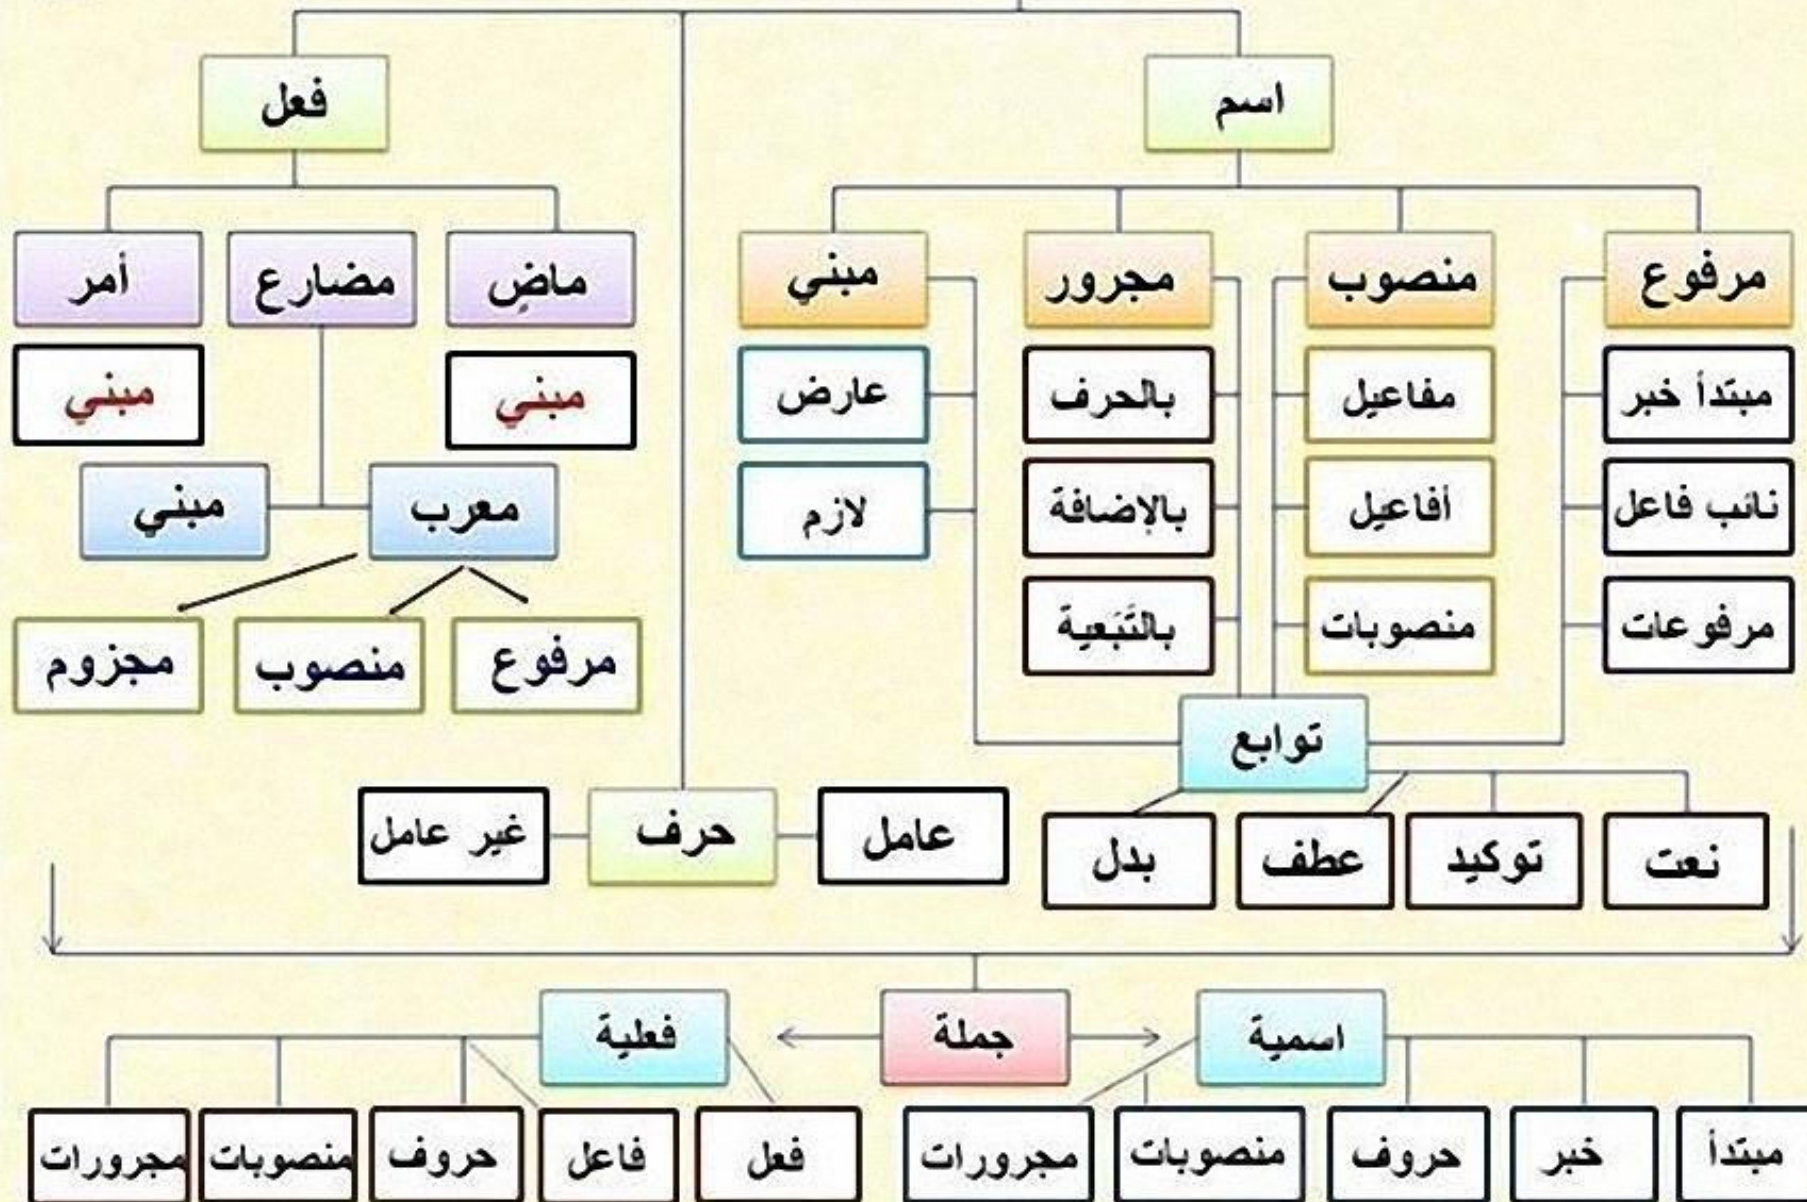 اسم
فعل
مرفوع
منصوب
مجرور
مبني
ماضٍ
مضارع
أمر
مبتدأ خبر
مفاعيل
بالحرف
عارض
مبني
مبني
نائب فاعل
أفاعيل
بالإضافة
لازم
معرب
مبني
مرفوعات
منصوبات
بالتَّبَعية
مرفوع
منصوب
مجزوم
توابع
نعت
توكيد
عطف
بدل
عامل
حرف
غير عامل
اسمية
جملة
فعلية
مبتدأ
خبر
حروف
منصوبات
مجرورات
فعل
فاعل
حروف
منصوبات
مجرورات